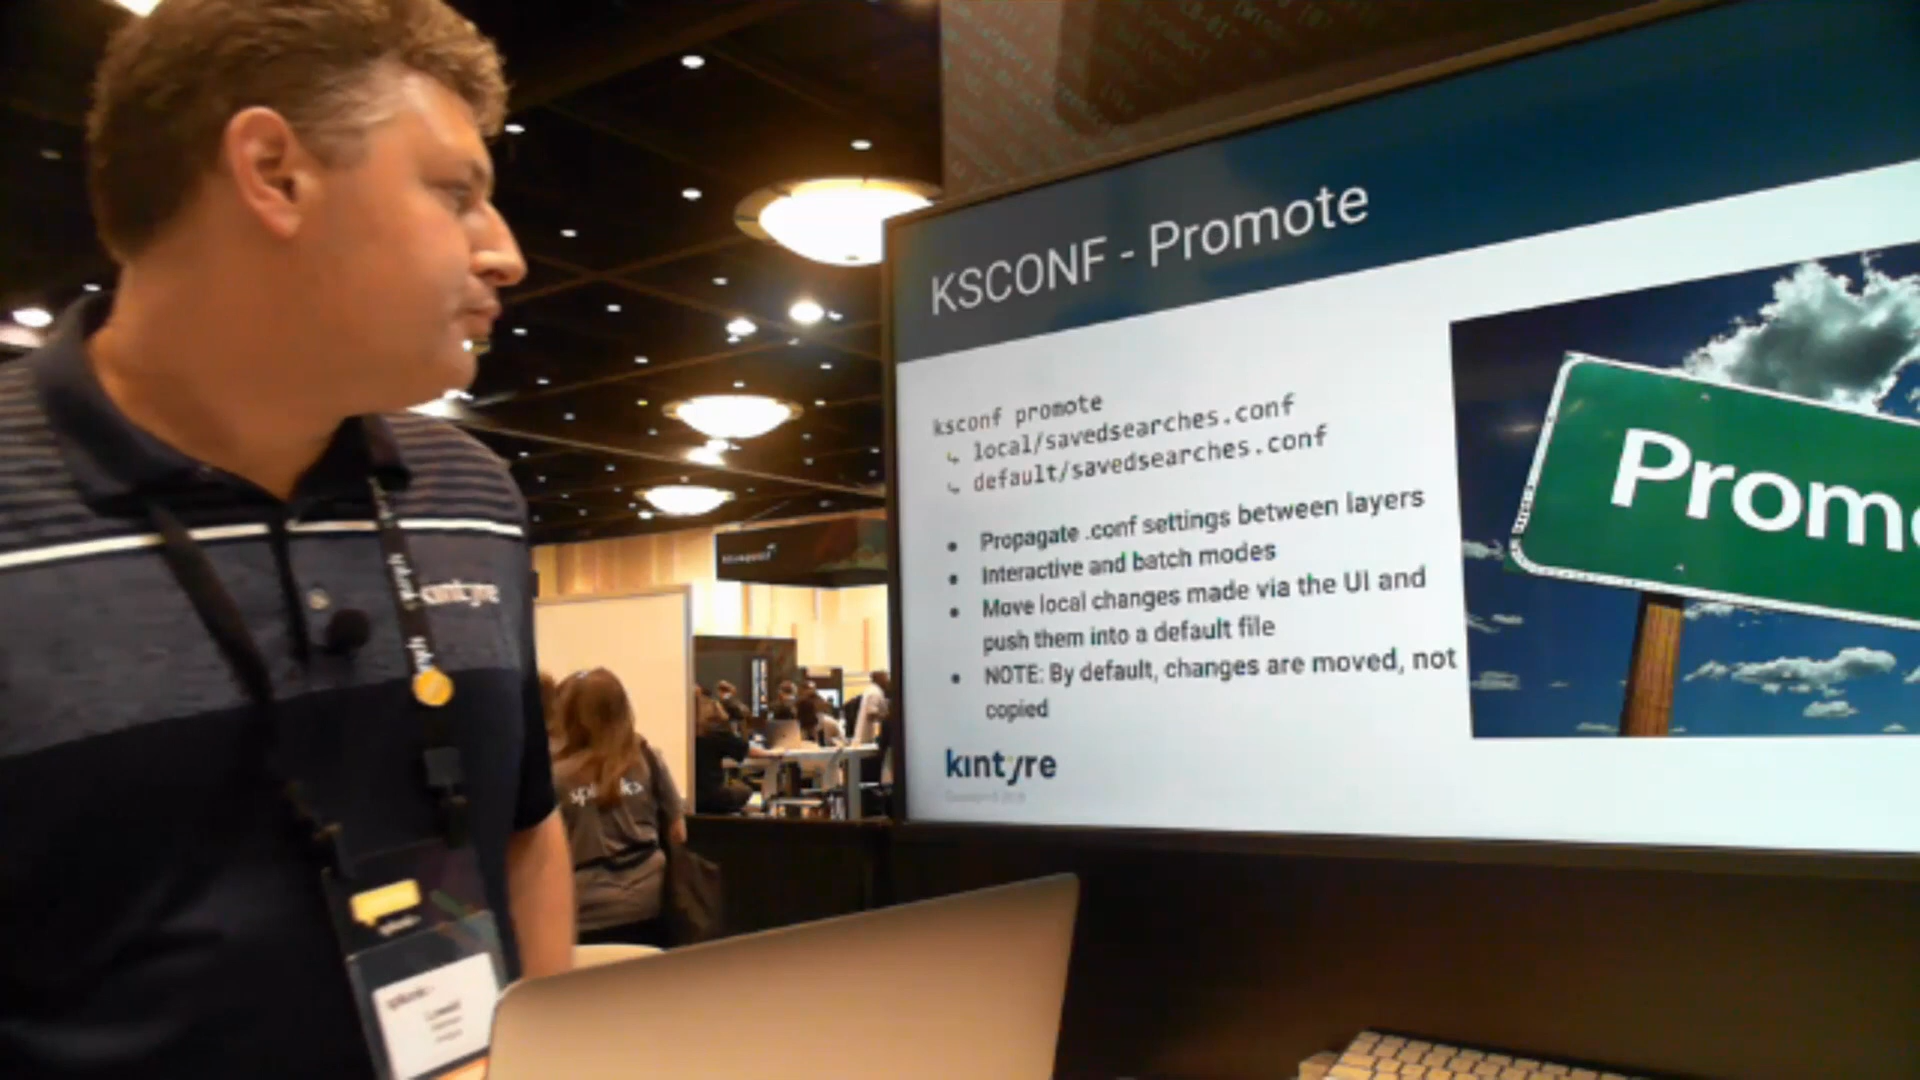 KSCONF - Promote
ksconf promote
↳ local/savedsearches.conf
↳ default/savedsearches.conf
• Propagate .conf settings between layers
• Interactive and batch modes
• Move local changes made via the UI and
push them into a default file
• NOTE: By default, changes are moved, not
copied
kintyre
Prom
kintyre